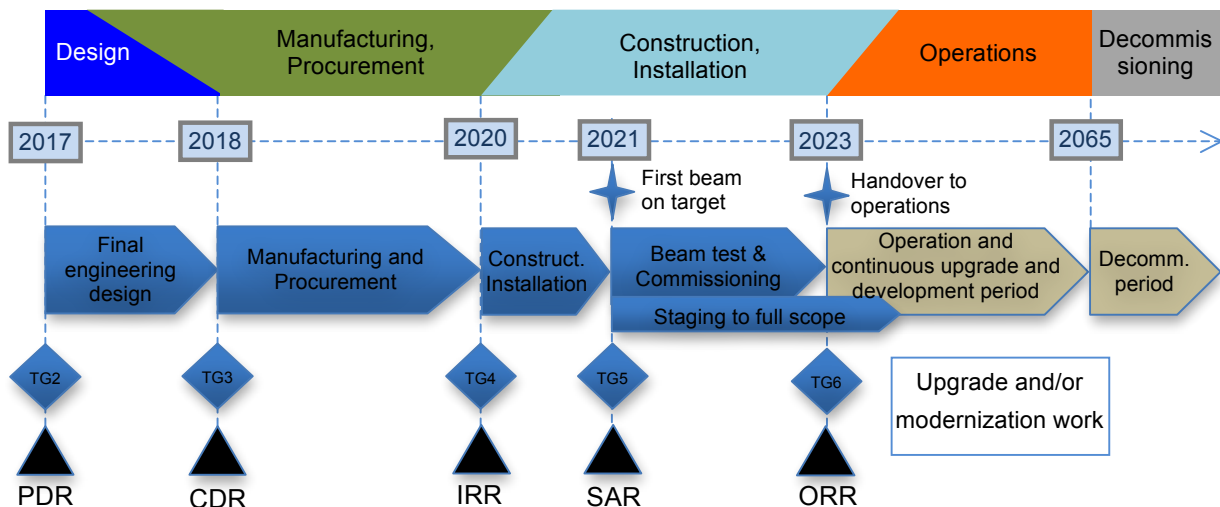 Design
Manufacturing,
Procurement
Construction,
Installation
Operations
Decommis
sioning
2017
2018
2020
2021
2023
2065
First beam
on target
Handover to
operations
Final
engineering
design
Manufacturing and
Procurement
Construct.
Installation
Beam test &
Commissioning
Operation and
continuous upgrade and
development period
Decomm.
period
Staging to full scope
TG2
TG3
TG4
TG5
TG6
Upgrade and/or
modernization work
PDR
CDR
IRR
SAR
ORR